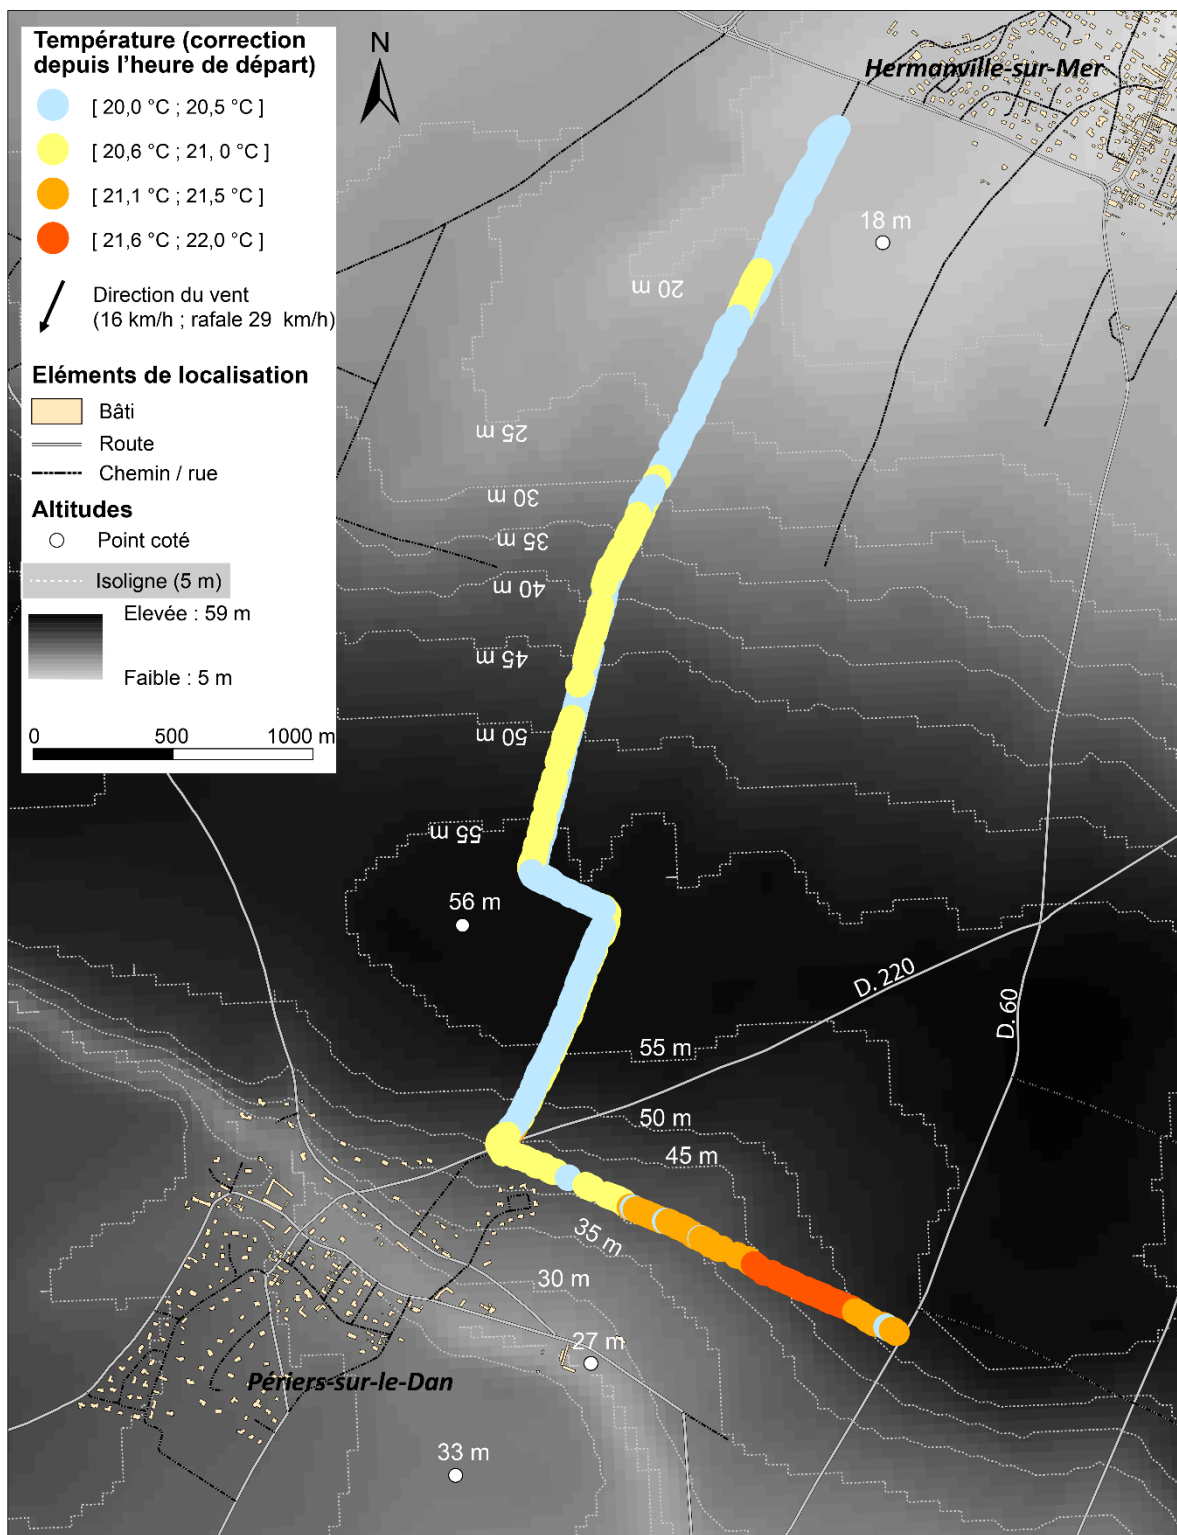 Température (correction
depuis l'heure de départ)
[ 20,0 °C ; 20,5 °C ]
[ 20,6 °C ; 21, 0 °C ]
[ 21,1 °C ; 21,5 °C ]
[ 21,6 °C ; 22,0 °C ]
Direction du vent
(16 km/h ; rafale 29 km/h)
Eléments de localisation
Bâti
Route
Chemin / rue
Altitudes
Point coté
Isoligne (5 m)
Elevée : 59 m
Faible : 5 m
0 500 1000 m
N
Hermanville-sur-Mer
18 m
20 m
25 m
30 m
35 m
40 m
45 m
50 m
55 m
56 m
D. 220
D. 60
55 m
50 m
45 m
35 m
30 m
27 m
Périers-sur-le-Dan
33 m